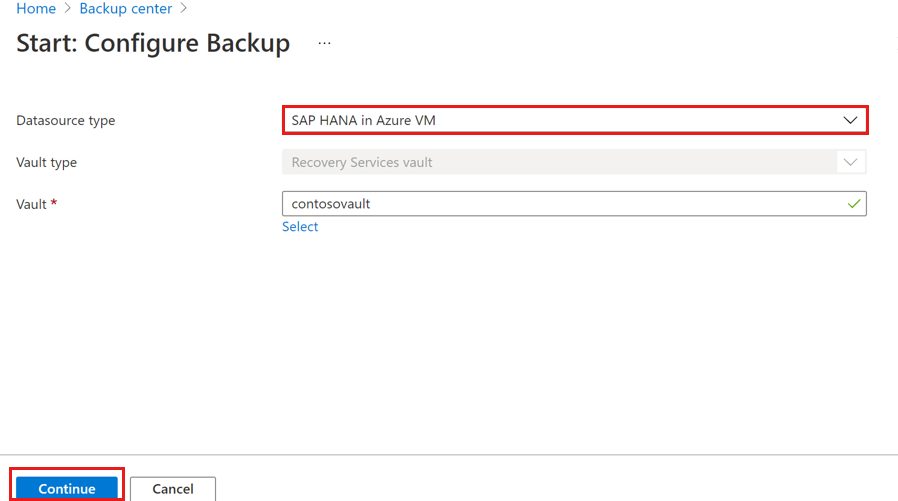 Home > Backup center >
Start: Configure Backup ...
Datasource type SAP HANA in Azure VM
Vault type Recovery Services vault
Vault * contosovault
Select
Continue Cancel